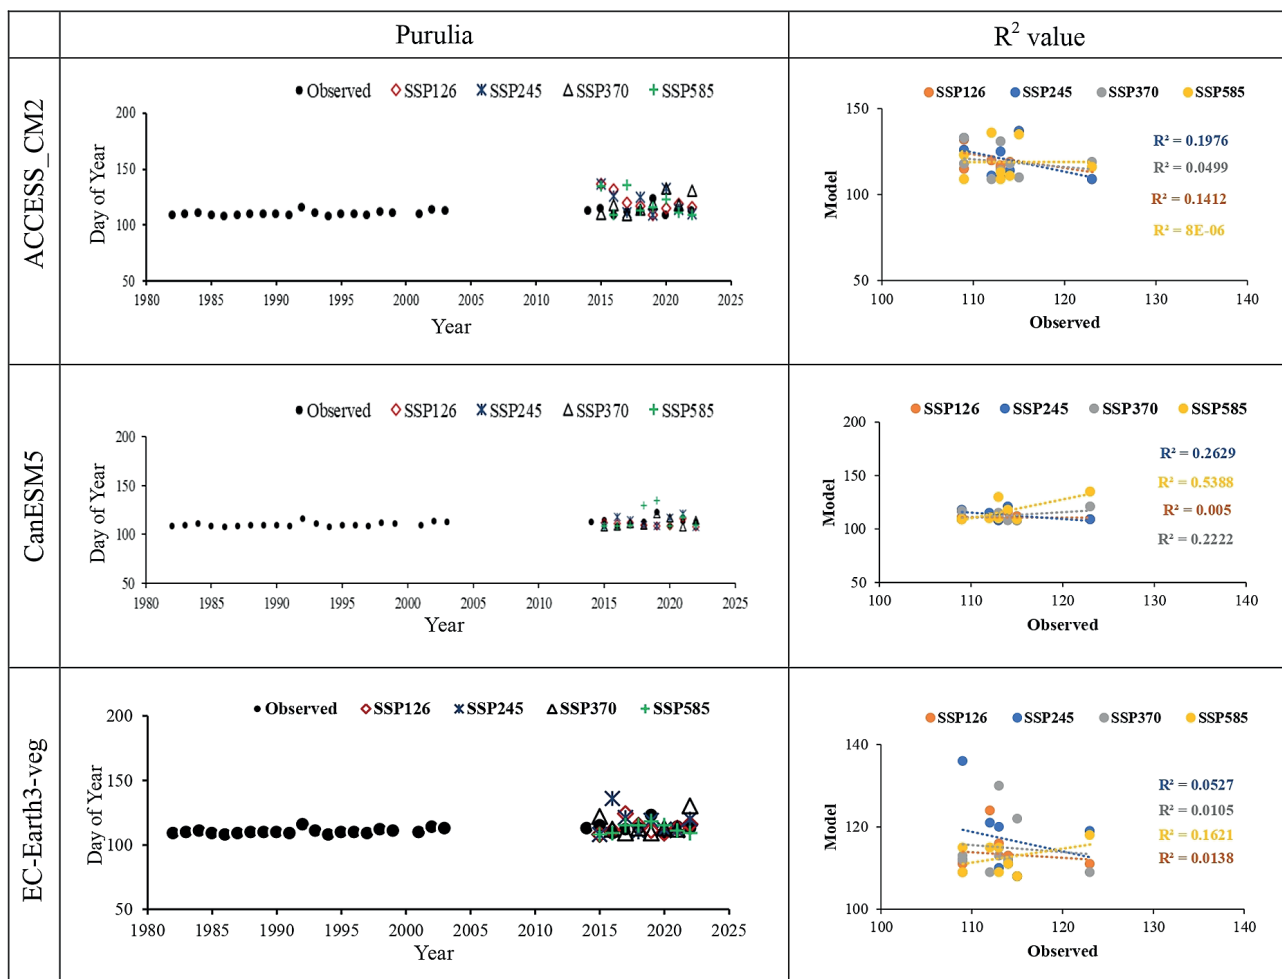 Purulia
R² value
ACCESS_CM2
Observed SSP126 SSP245 SSP370 SSP585
Day of Year
200
150
100
50
1980 1985 1990 1995 2000 2005 2010 2015 2020 2025
Year
SSP126 SSP245 SSP370 SSP585
Model
150
100
50
R² = 0.1976
R² = 0.0499
R² = 0.1412
R² = 8E-06
100 110 120 130 140
Observed
CanESM5
Observed SSP126 SSP245 SSP370 SSP585
Day of Year
200
150
100
50
1980 1985 1990 1995 2000 2005 2010 2015 2020 2025
Year
SSP126 SSP245 SSP370 SSP585
Model
200
150
100
50
R² = 0.2629
R² = 0.5388
R² = 0.005
R² = 0.2222
100 110 120 130 140
Observed
EC-Earth3-veg
Observed SSP126 SSP245 SSP370 SSP585
Day of Year
200
150
100
50
1980 1985 1990 1995 2000 2005 2010 2015 2020 2025
Year
SSP126 SSP245 SSP370 SSP585
Model
140
120
100
R² = 0.0527
R² = 0.0105
R² = 0.1621
R² = 0.0138
100 110 120 130 140
Observed